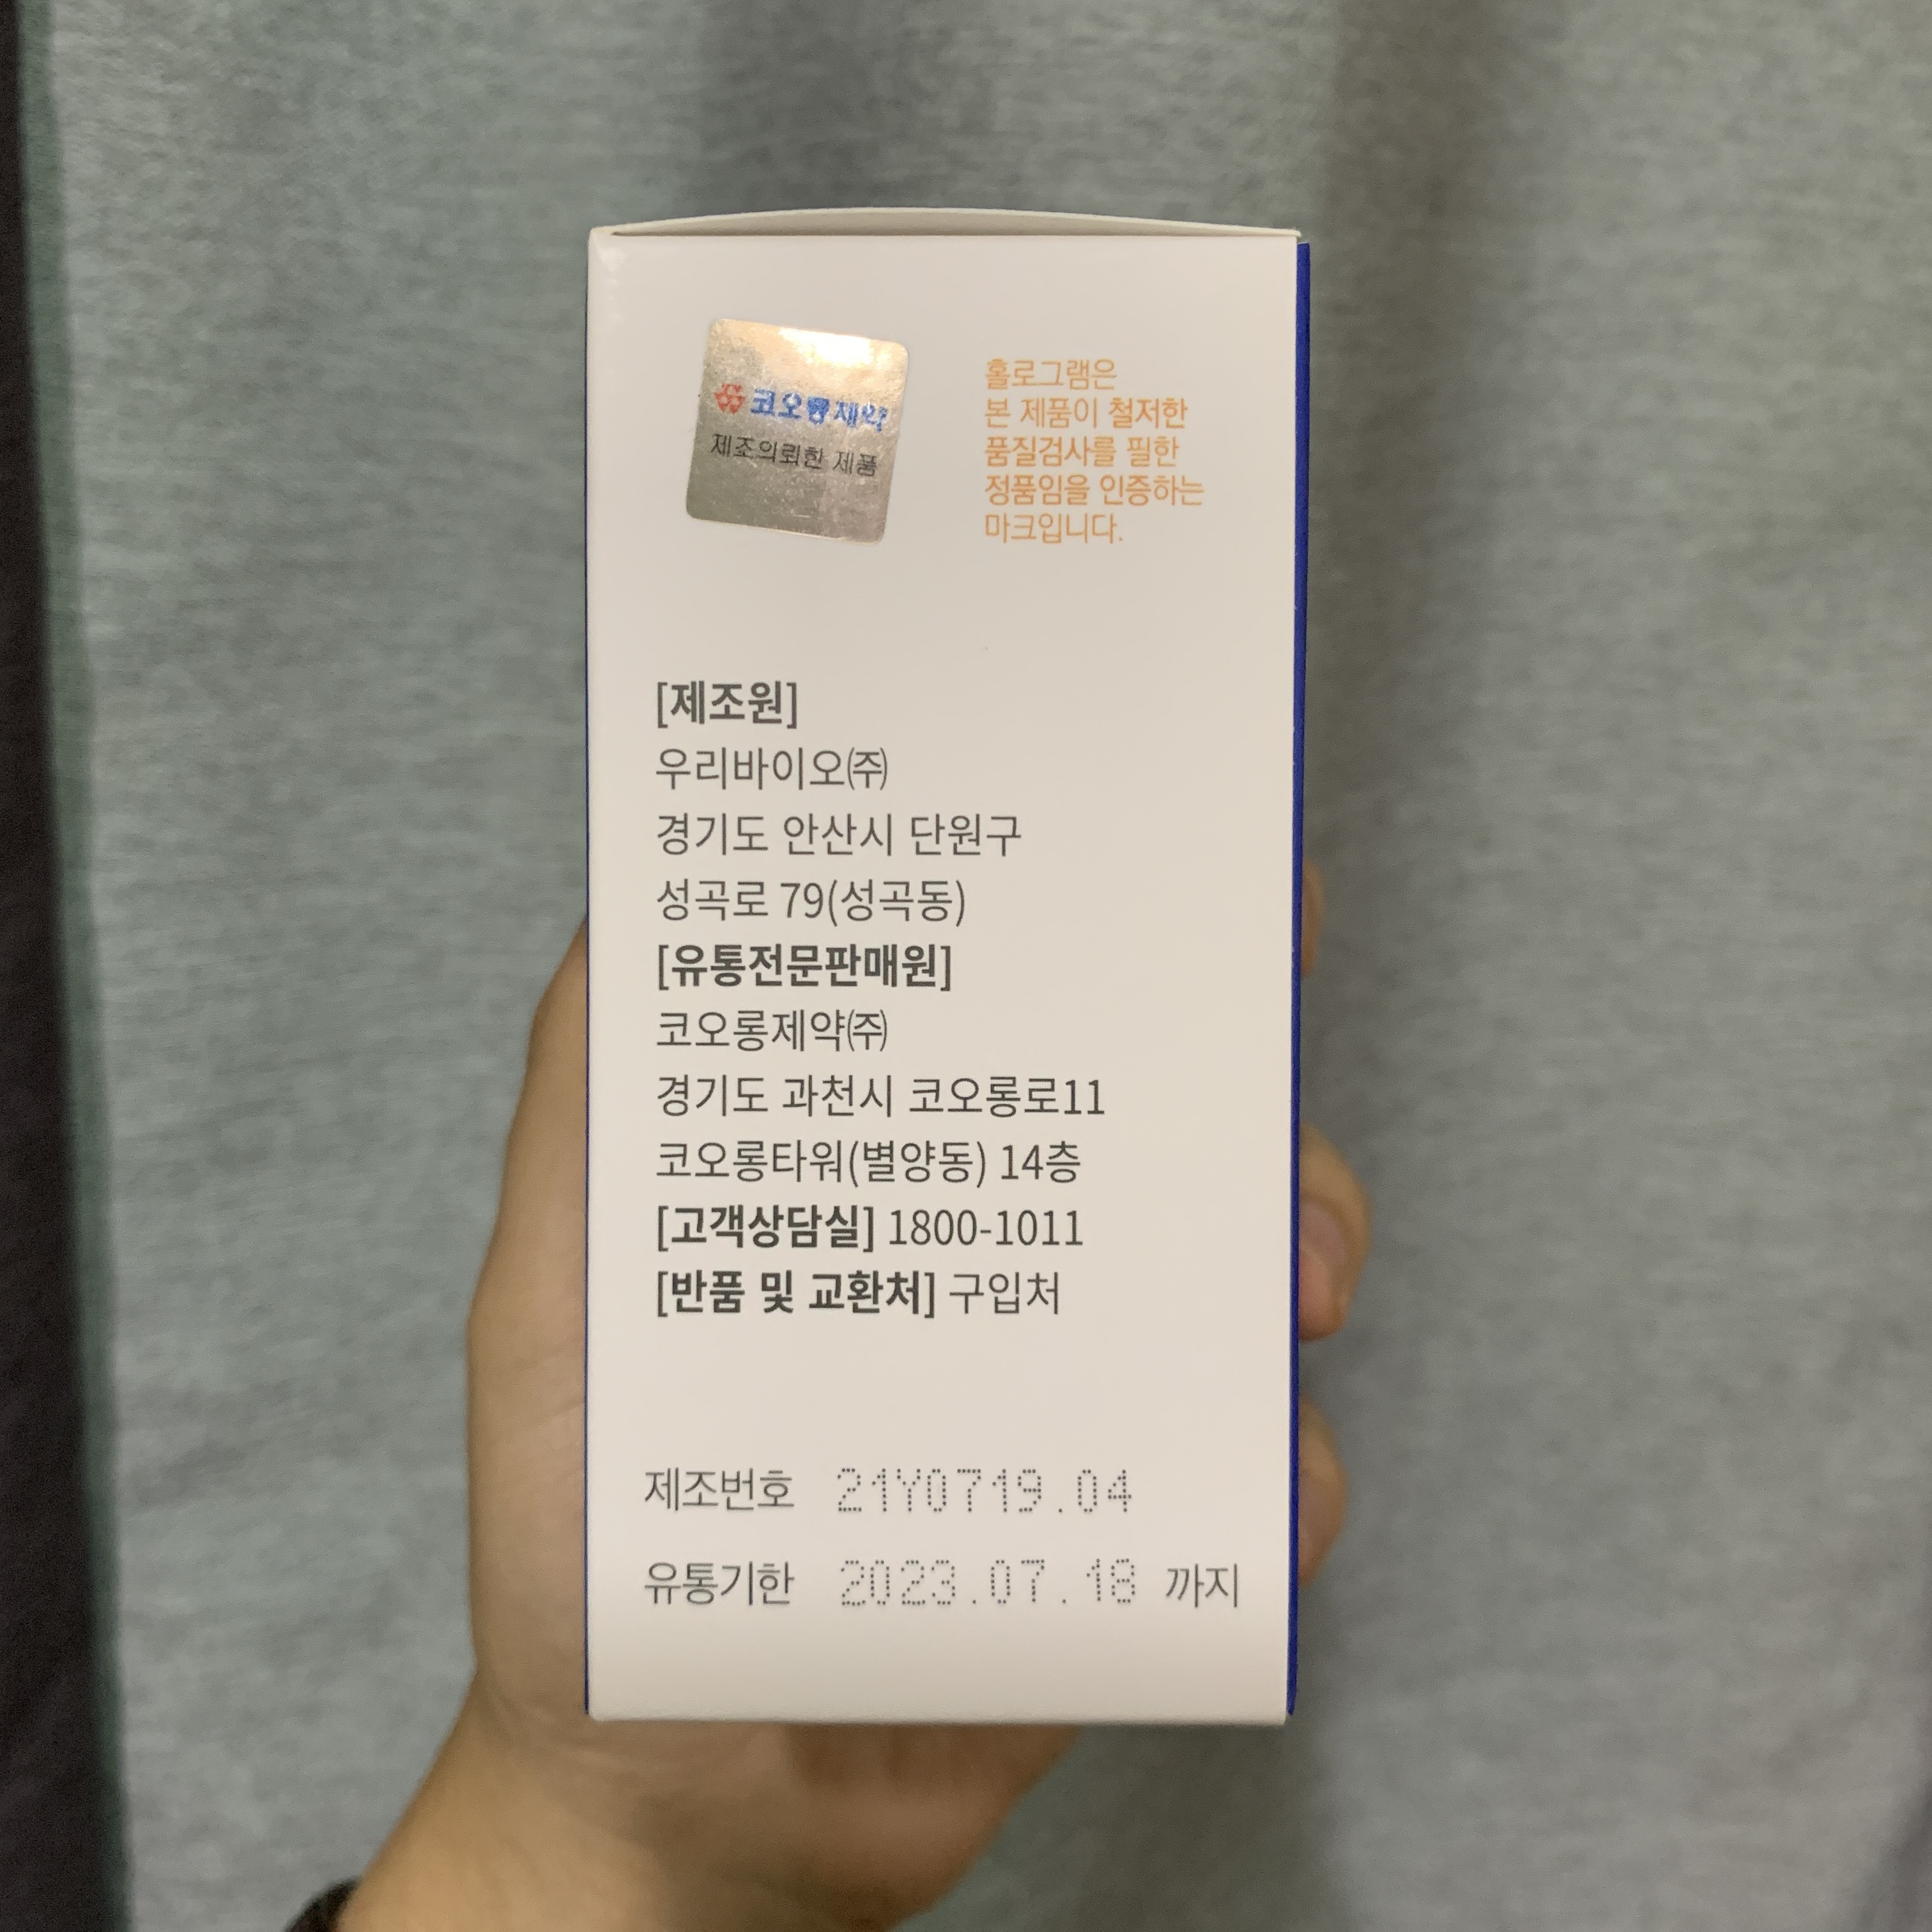 코오롱제약
제조의뢰한 제품
홀로그램은
본 제품이 철저한
품질검사를 필한
정품임을 인증하는
마크입니다.
[제조원]
우리바이오㈜
경기도 안산시 단원구
성곡로 79(성곡동)
[유통전문판매원]
코오롱제약㈜
경기도 과천시 코오롱로11
코오롱타워(별양동) 14층
[고객상담실] 1800-1011
[반품 및 교환처] 구입처
제조번호 21Y0719.04
유통기한 2023.07.18 까지